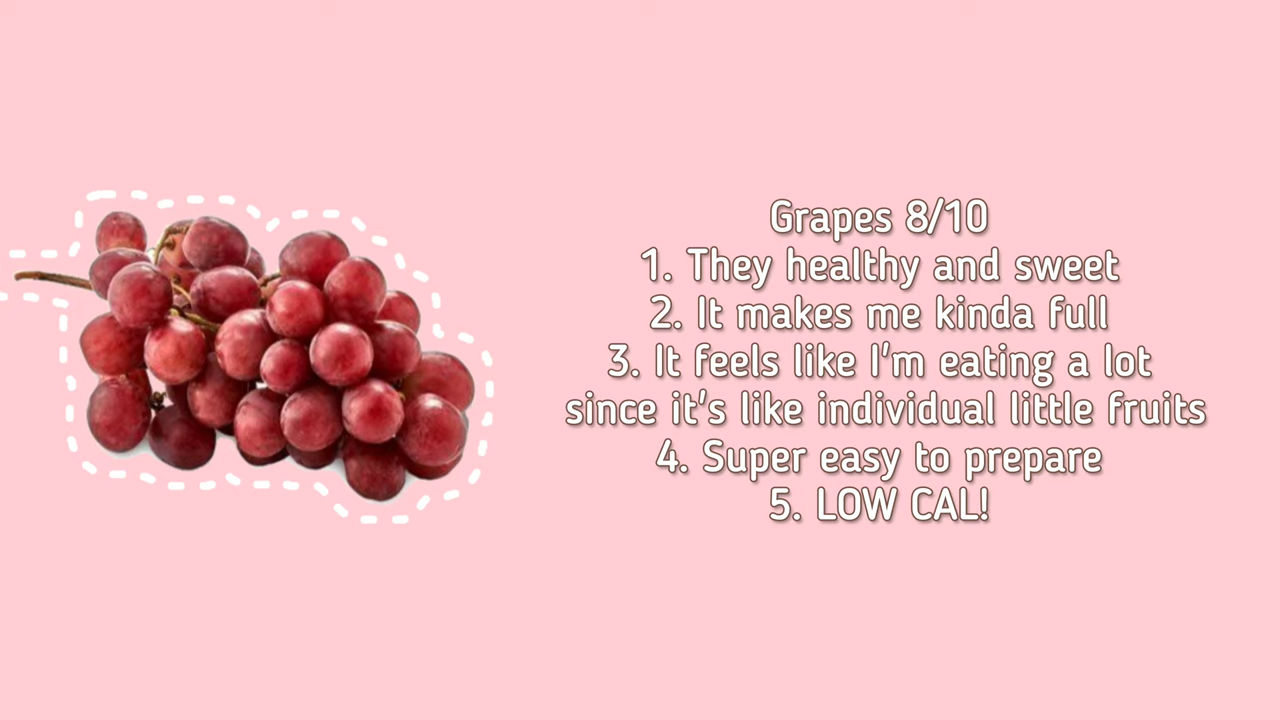 Grapes 8/10
1. They healthy and sweet
2. It makes me kinda full
3. It feels like I'm eating a lot
since it's like individual little fruits
4. Super easy to prepare
5. LOW CAL!